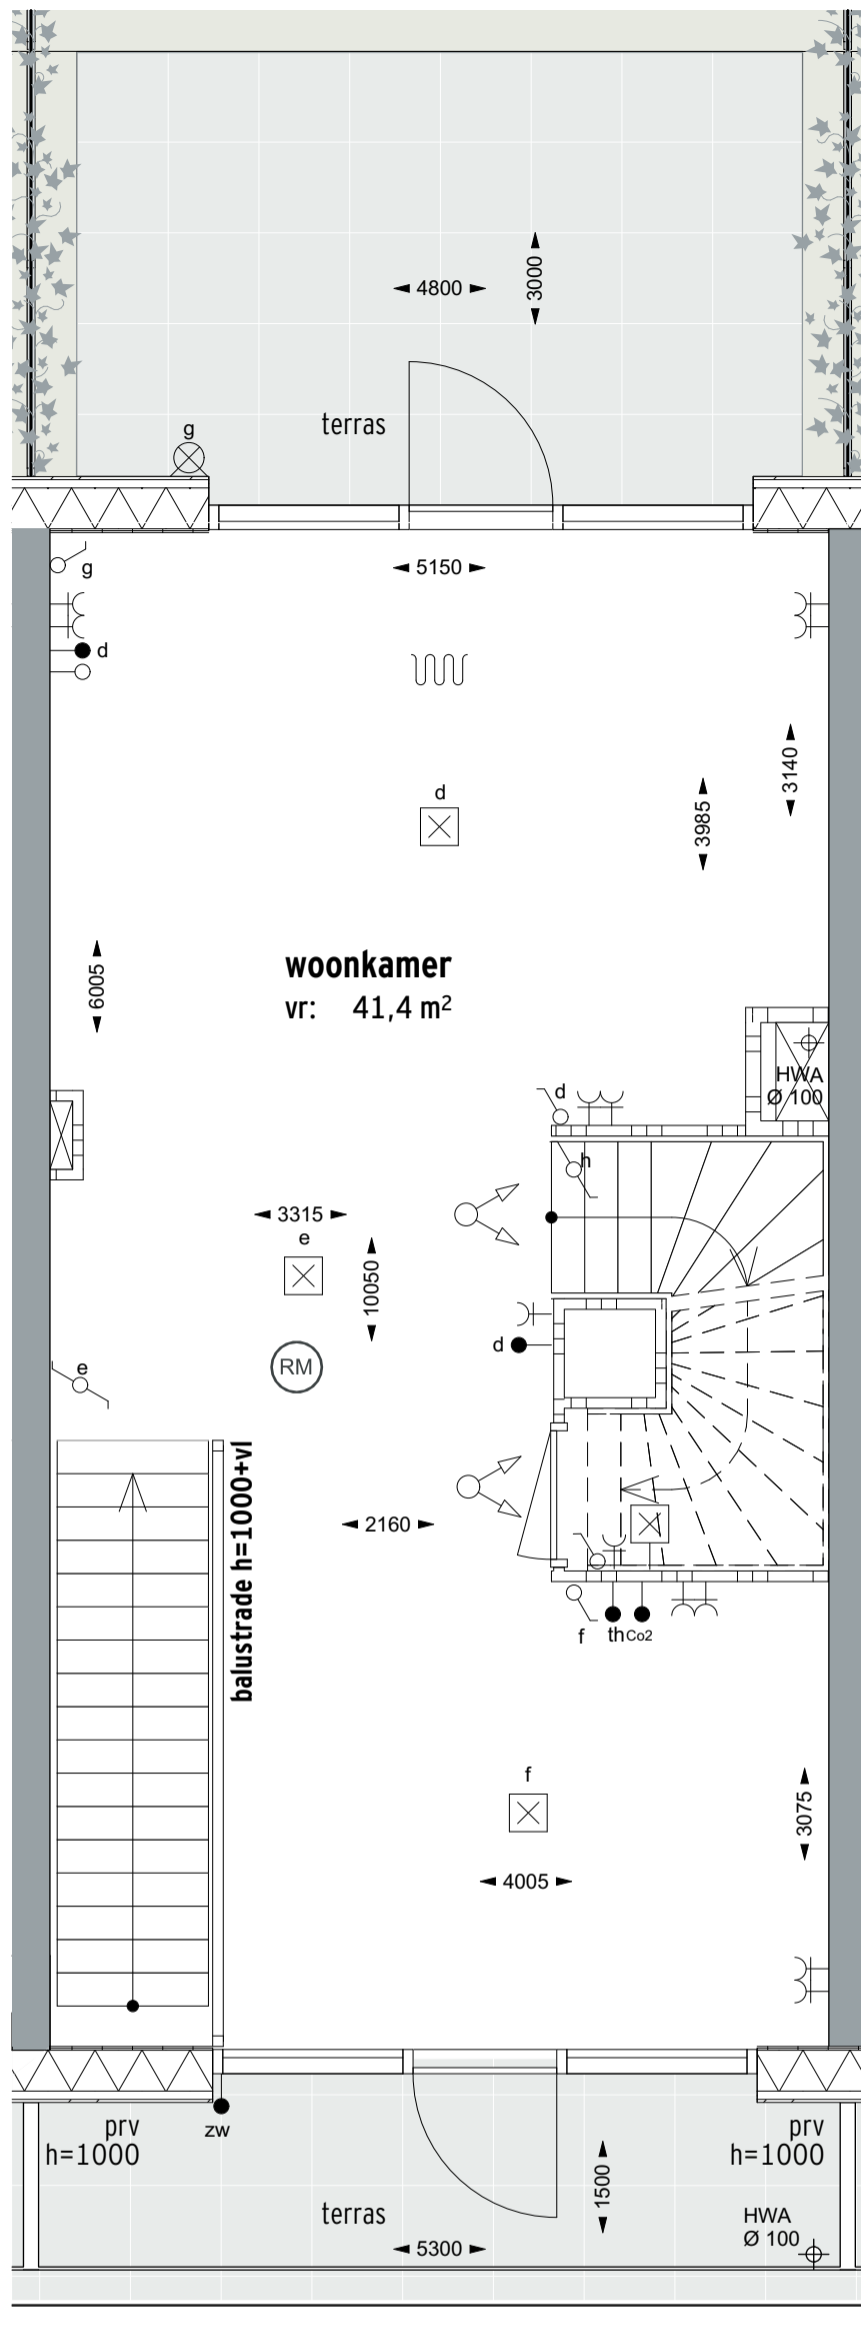 4800
3000
terras
g
g
5150
d
3140
3985
d
woonkamer
vr: 41,4 m²
6005
HWA
Ø 100
d
h
3315
e
10050
d
RM
e
balustrade h=1000+vl
2160
f
th
Co2
f
3075
4005
zw
prv
h=1000
prv
h=1000
1500
terras
5300
HWA
Ø 100